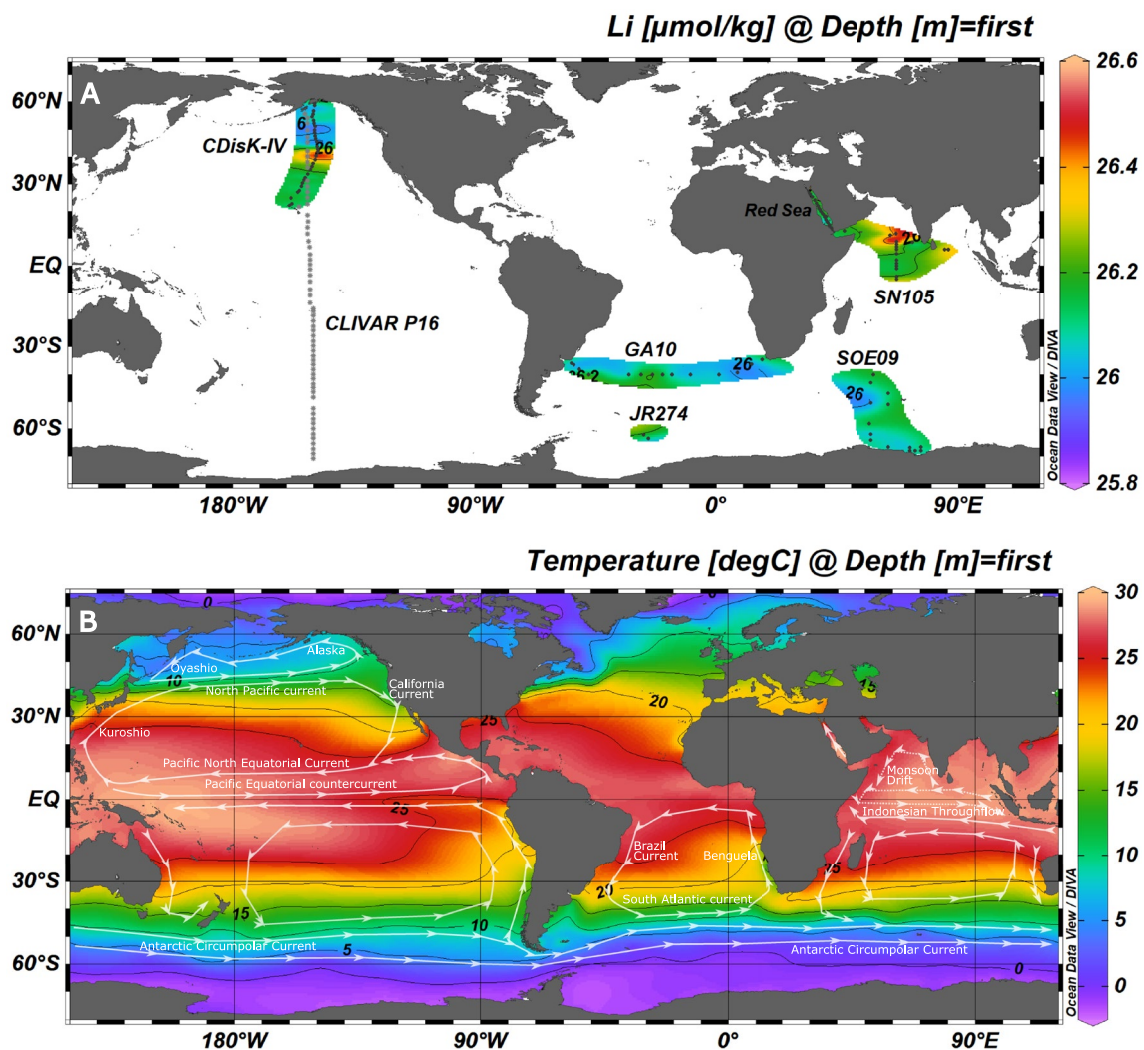 Li [μmol/kg] @ Depth [m]=first
A
60°N
30°N
EQ
30°S
60°S
CDisK-IV
6
26
CLIVAR P16
Red Sea
26
SN105
GA10
26
SOE09
26
JR274
180°W
90°W
0°
90°E
Ocean Data View / DIVA
26.6
26.4
26.2
26
25.8
Temperature [degC] @ Depth [m]=first
B
60°N
30°N
EQ
30°S
60°S
0
0
Alaska
Oyashio
10
North Pacific current
California
Current
20
15
25
Kuroshio
Pacific North Equatorial Current
Pacific Equatorial countercurrent
25
Monsoon
Drift
Indonesian Throughflow
Brazil
Current
Benguela
25
20
South Atlantic current
15
10
Antarctic Circumpolar Current
5
Antarctic Circumpolar Current
0
180°W
90°W
0°
90°E
Ocean Data View / DIVA
30
25
20
15
10
5
0